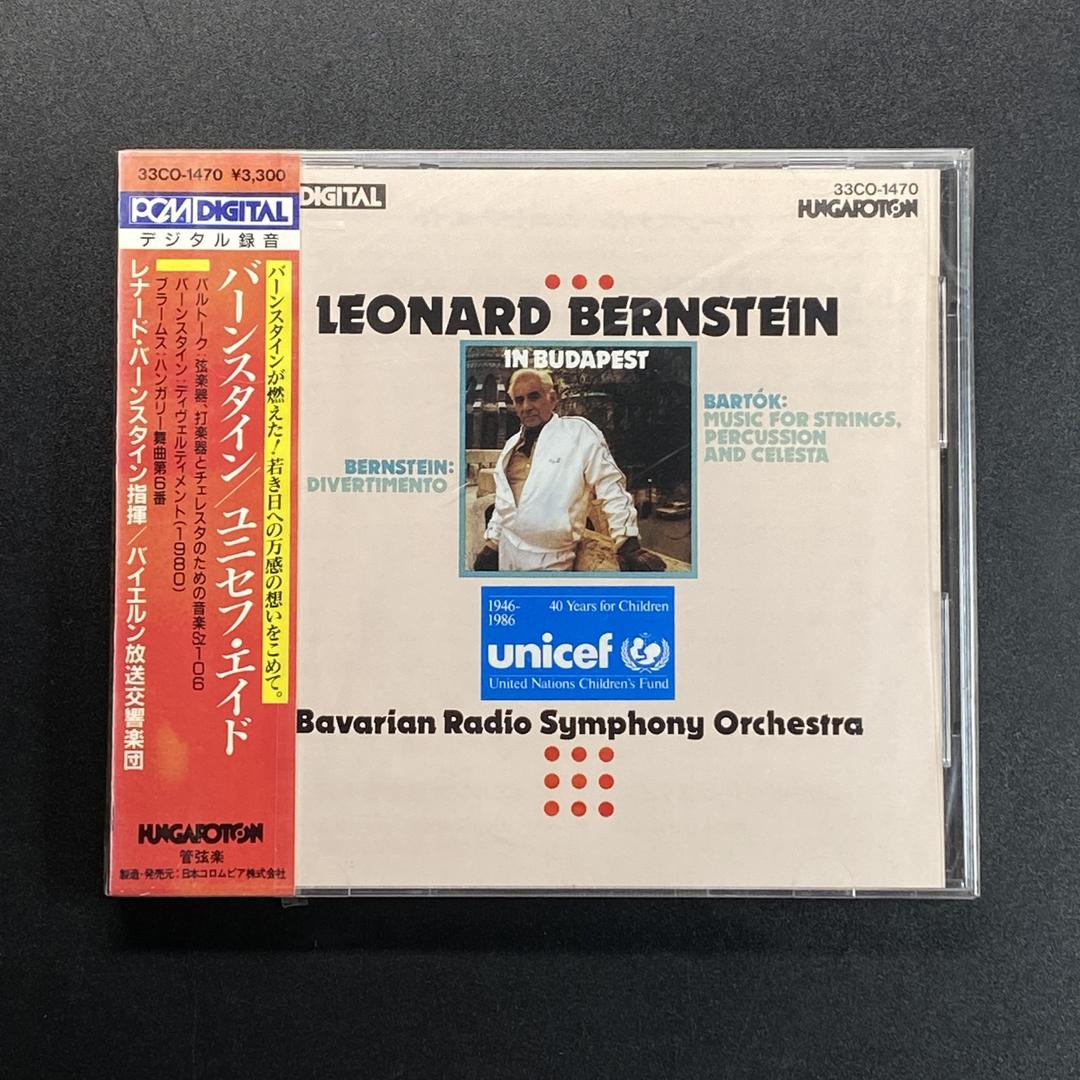 33CO-1470 ¥3,300
PCM DIGITAL
デジタル録音
バーンスタインが燃えた！若き日への万感の想いをこめて。
バーンスタイン/ユニセフ・エイド
バルトーク:弦楽器、打楽器とチェレスタのための音楽Sz106
バーンスタイン:ディヴェルティメント(1980)
ブラームス:ハンガリー舞曲第6番
レナード・バーンスタイン指揮/バイエルン放送交響楽団
HUNGAROTON
管弦楽
製造・発売元:日本コロムビア株式会社
DIGITAL
33CO-1470
HUNGAROTON
LEONARD BERNSTEIN
IN BUDAPEST
BARTÓK:
MUSIC FOR STRINGS,
PERCUSSION
AND CELESTA
BERNSTEIN:
DIVERTIMENTO
1946-
1986
40 Years for Children
unicef
United Nations Children's Fund
Bavarian Radio Symphony Orchestra